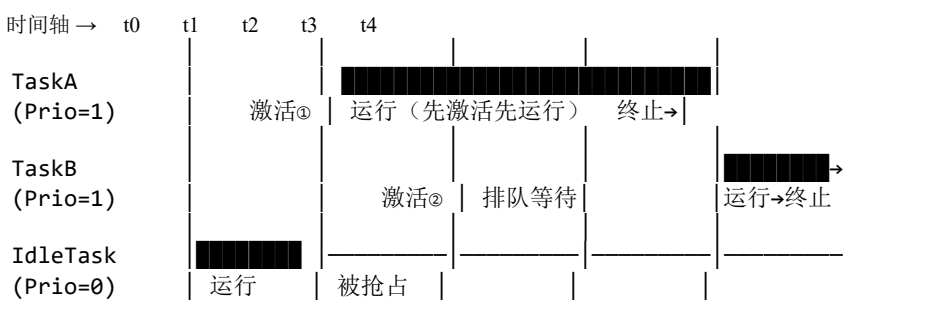 时间轴→ t0 t1 t2 t3 t4
TaskA
(Prio=1) 激活① 运行（先激活先运行） 终止→
TaskB →
(Prio=1) 激活② 排队等待 运行→终止
IdleTask
(Prio=0) 运行 被抢占